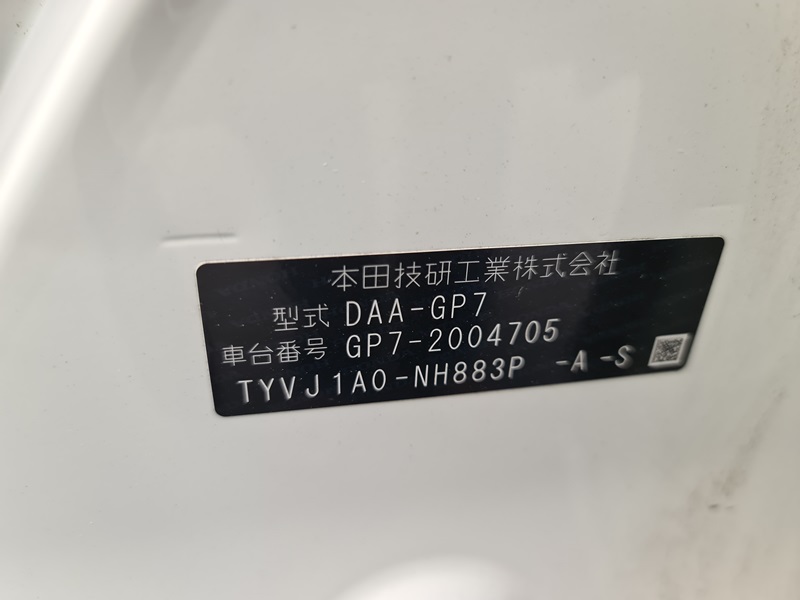 本田技研工業株式会社
型式 DAA-GP7
車台番号 GP7-2004705
TYVJ1A0-NH883P -A -S